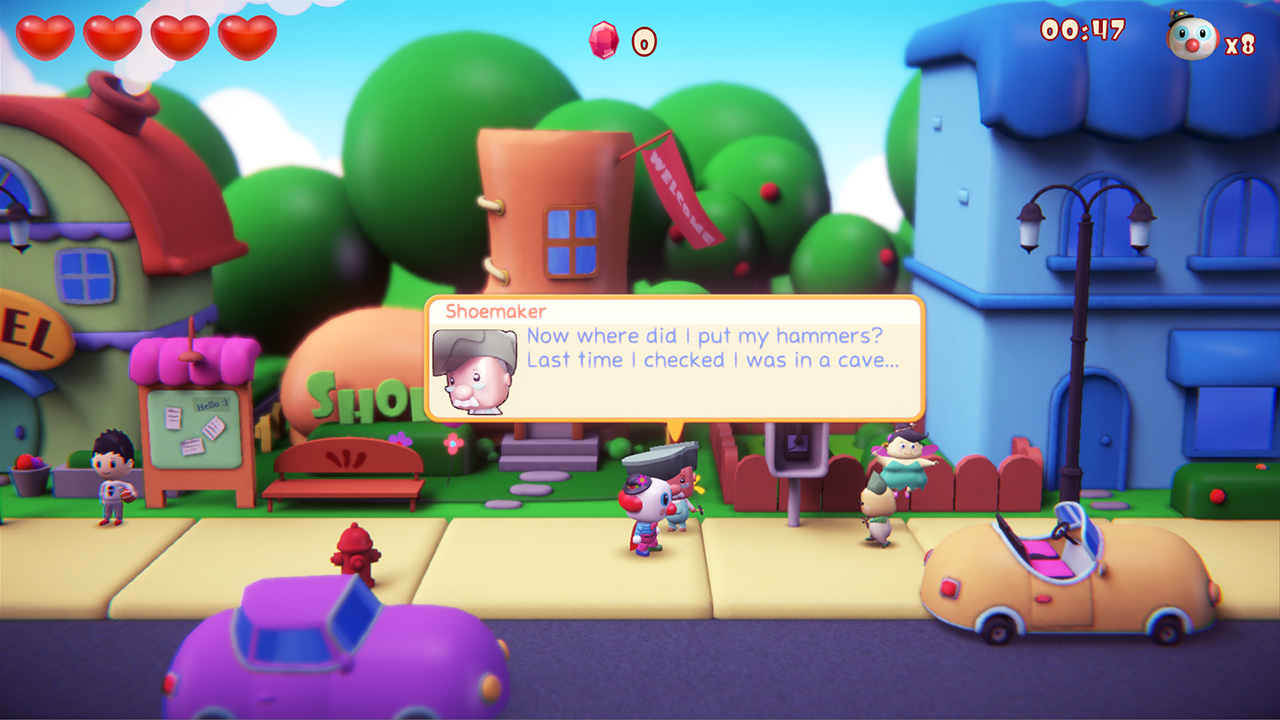 0
00:47
x8
WELCOME
Shoemaker
Now where did I put my hammers?
Last time I checked I was in a cave...
EL
Hello :)
SHO